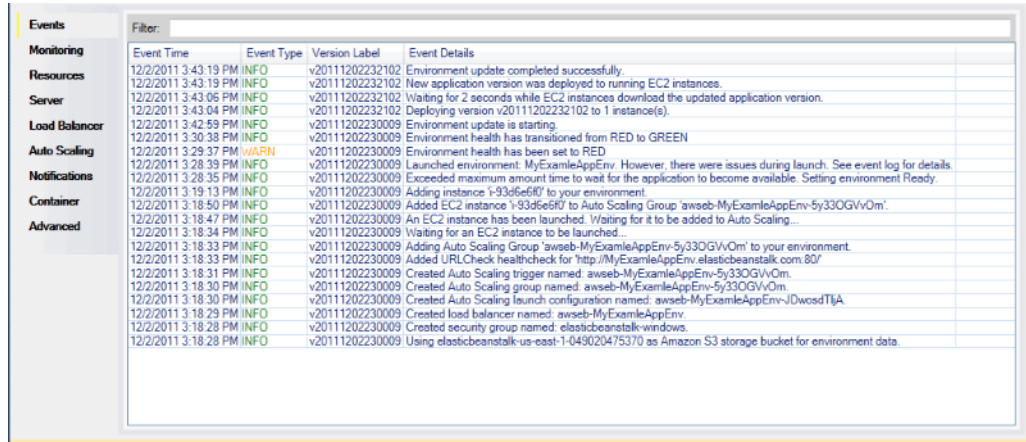 Events
Monitoring
Resources
Server
Load Balancer
Auto Scaling
Notifications
Container
Advanced
Filter:
Event Time Event Type Version Label Event Details
12/2/2011 3:43:19 PM INFO v20111202232102 Environment update completed successfully.
12/2/2011 3:43:19 PM INFO v20111202232102 New application version was deployed to running EC2 instances.
12/2/2011 3:43:06 PM INFO v20111202232102 Waiting for 2 seconds while EC2 instances download the updated application version.
12/2/2011 3:43:04 PM INFO v20111202232102 Deploying version v20111202232102 to 1 instance(s).
12/2/2011 3:42:59 PM INFO v20111202230009 Environment update is starting.
12/2/2011 3:30:38 PM INFO v20111202230009 Environment health has transitioned from RED to GREEN
12/2/2011 3:29:37 PM WARN v20111202230009 Environment health has been set to RED
12/2/2011 3:28:39 PM INFO v20111202230009 Launched environment: MyExamleAppEnv. However, there were issues during launch. See event log for details.
12/2/2011 3:28:35 PM INFO v20111202230009 Exceeded maximum amount time to wait for the application to become available. Setting environment Ready.
12/2/2011 3:19:13 PM INFO v20111202230009 Adding instance 'i-93d6e6f0' to your environment.
12/2/2011 3:18:50 PM INFO v20111202230009 Added EC2 instance 'i-93d6e6f0' to Auto Scaling Group 'awseb-MyExamleAppEnv-5y33OGVvOm'.
12/2/2011 3:18:47 PM INFO v20111202230009 An EC2 instance has been launched. Waiting for it to be added to Auto Scaling...
12/2/2011 3:18:34 PM INFO v20111202230009 Waiting for an EC2 instance to be launched...
12/2/2011 3:18:33 PM INFO v20111202230009 Adding Auto Scaling Group 'awseb-MyExamleAppEnv-5y33OGVvOm' to your environment.
12/2/2011 3:18:33 PM INFO v20111202230009 Added URLCheck healthcheck for 'http://MyExamleAppEnv.elasticbeanstalk.com:80/'
12/2/2011 3:18:31 PM INFO v20111202230009 Created Auto Scaling trigger named: awseb-MyExamleAppEnv-5y33OGVvOm.
12/2/2011 3:18:30 PM INFO v20111202230009 Created Auto Scaling group named: awseb-MyExamleAppEnv-5y33OGVvOm.
12/2/2011 3:18:30 PM INFO v20111202230009 Created Auto Scaling launch configuration named: awseb-MyExamleAppEnv-JDwosdTljA.
12/2/2011 3:18:29 PM INFO v20111202230009 Created load balancer named: awseb-MyExamleAppEnv.
12/2/2011 3:18:28 PM INFO v20111202230009 Created security group named: elasticbeanstalk-windows.
12/2/2011 3:18:28 PM INFO v20111202230009 Using elasticbeanstalk-us-east-1-049020475370 as Amazon S3 storage bucket for environment data.